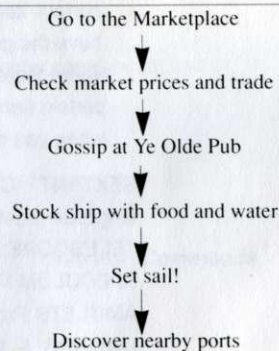 Go to the Marketplace
Check market prices and trade
Gossip at Ye Olde Pub
Stock ship with food and water
Set sail!
Discover nearby ports